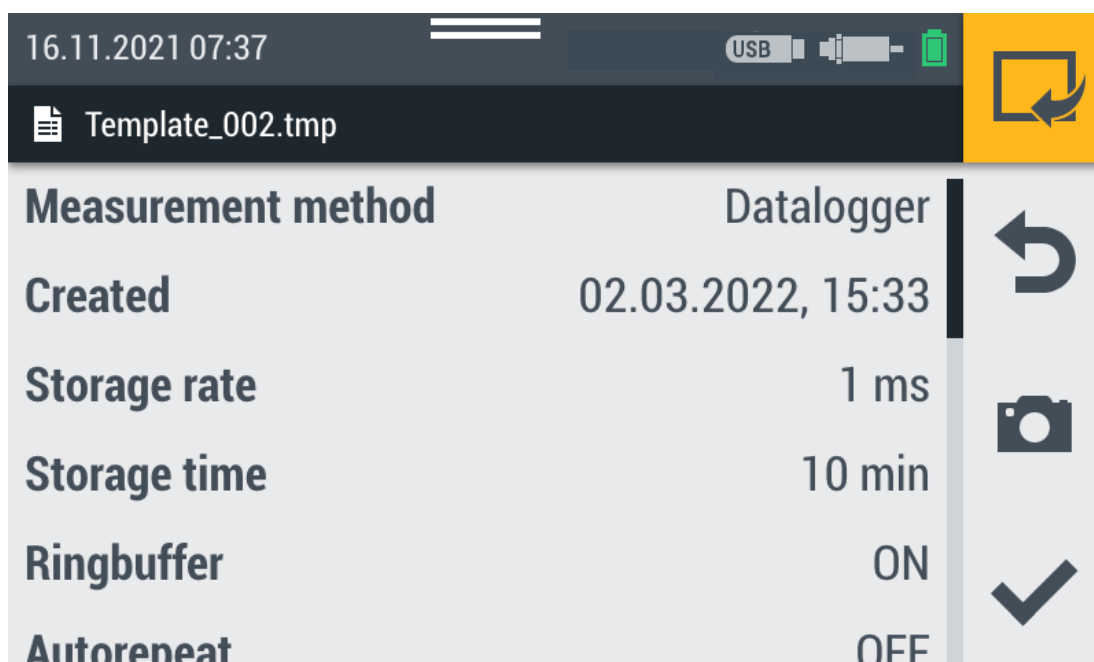 16.11.2021 07:37 USB
Template_002.tmp
Measurement method Datalogger
Created 02.03.2022, 15:33
Storage rate 1 ms
Storage time 10 min
Ringbuffer ON
Autorepeat OFF